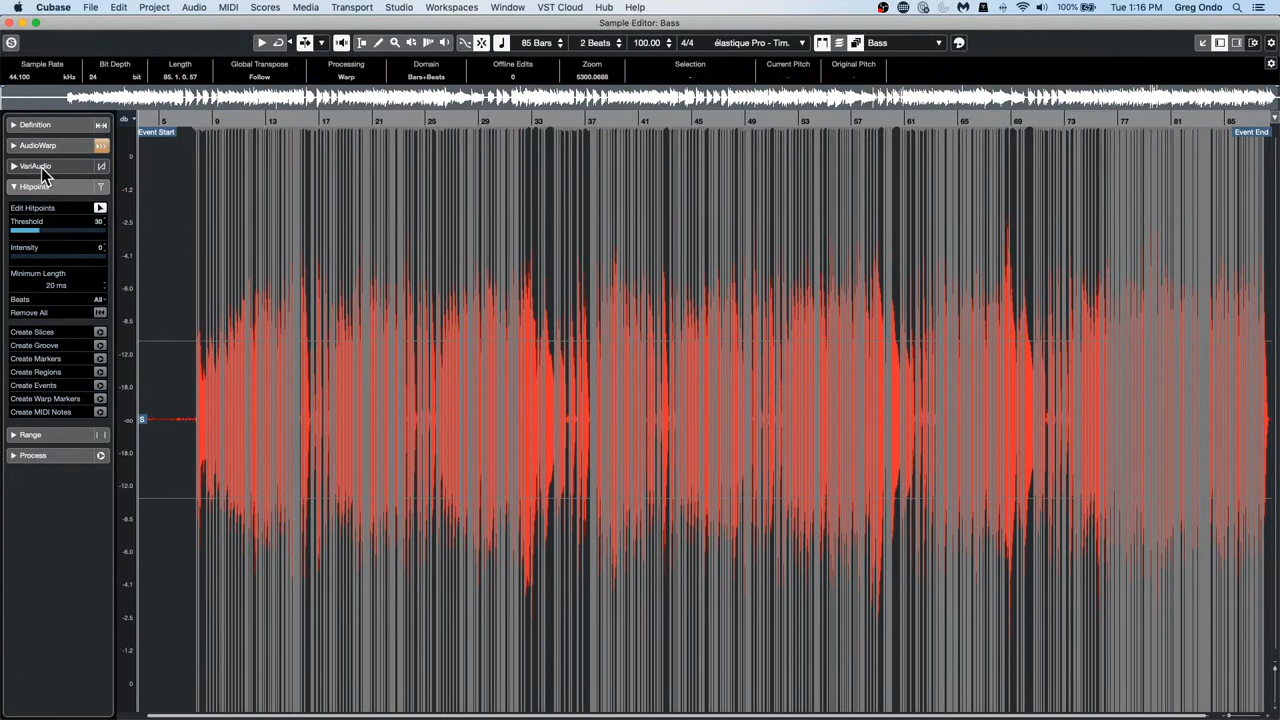 Cubase File Edit Project Audio MIDI Scores Media Transport Studio Workspaces Window VST Cloud Hub Help 100% Tue 1:16 PM Greg Ondo
Sample Editor: Bass
85 Bars 2 Beats 100.00 4/4 élastique Pro - Tim. Bass
Sample Rate Bit Depth Length Global Transpose Processing Domain Offline Edits Zoom Selection Current Pitch Original Pitch
44.100 kHz 24 bit 85. 1. 0. 57 Follow Warp Bars+Beats 0 5300.0688 - - -
db 5 9 13 17 21 25 29 33 37 41 45 49 53 57 61 65 69 73 77 81 85
Event Start Event End
Definition
AudioWarp
VariAudio
Hitpoints
Edit Hitpoints
Threshold 30
Intensity 0
Minimum Length
20 ms
Beats All
Remove All
Create Slices
Create Groove
Create Markers
Create Regions
Create Events
Create Warp Markers
Create MIDI Notes
Range
Process
0
-1.2
-2.5
-4.1
-6.0
-8.5
-12.0
-18.0
-oo
S
-18.0
-12.0
-8.5
-6.0
-4.1
-2.5
-1.2
0